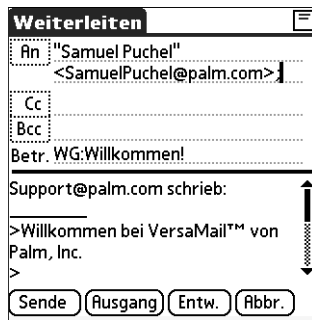 Weiterleiten
An "Samuel Puchel"
<SamuelPuchel@palm.com>;
Cc
Bcc
Betr. WG:Willkommen!
Support@palm.com schrieb:
>Willkommen bei VersaMail™ von
Palm, Inc.
>
Sende Ausgang Entw. Abbr.